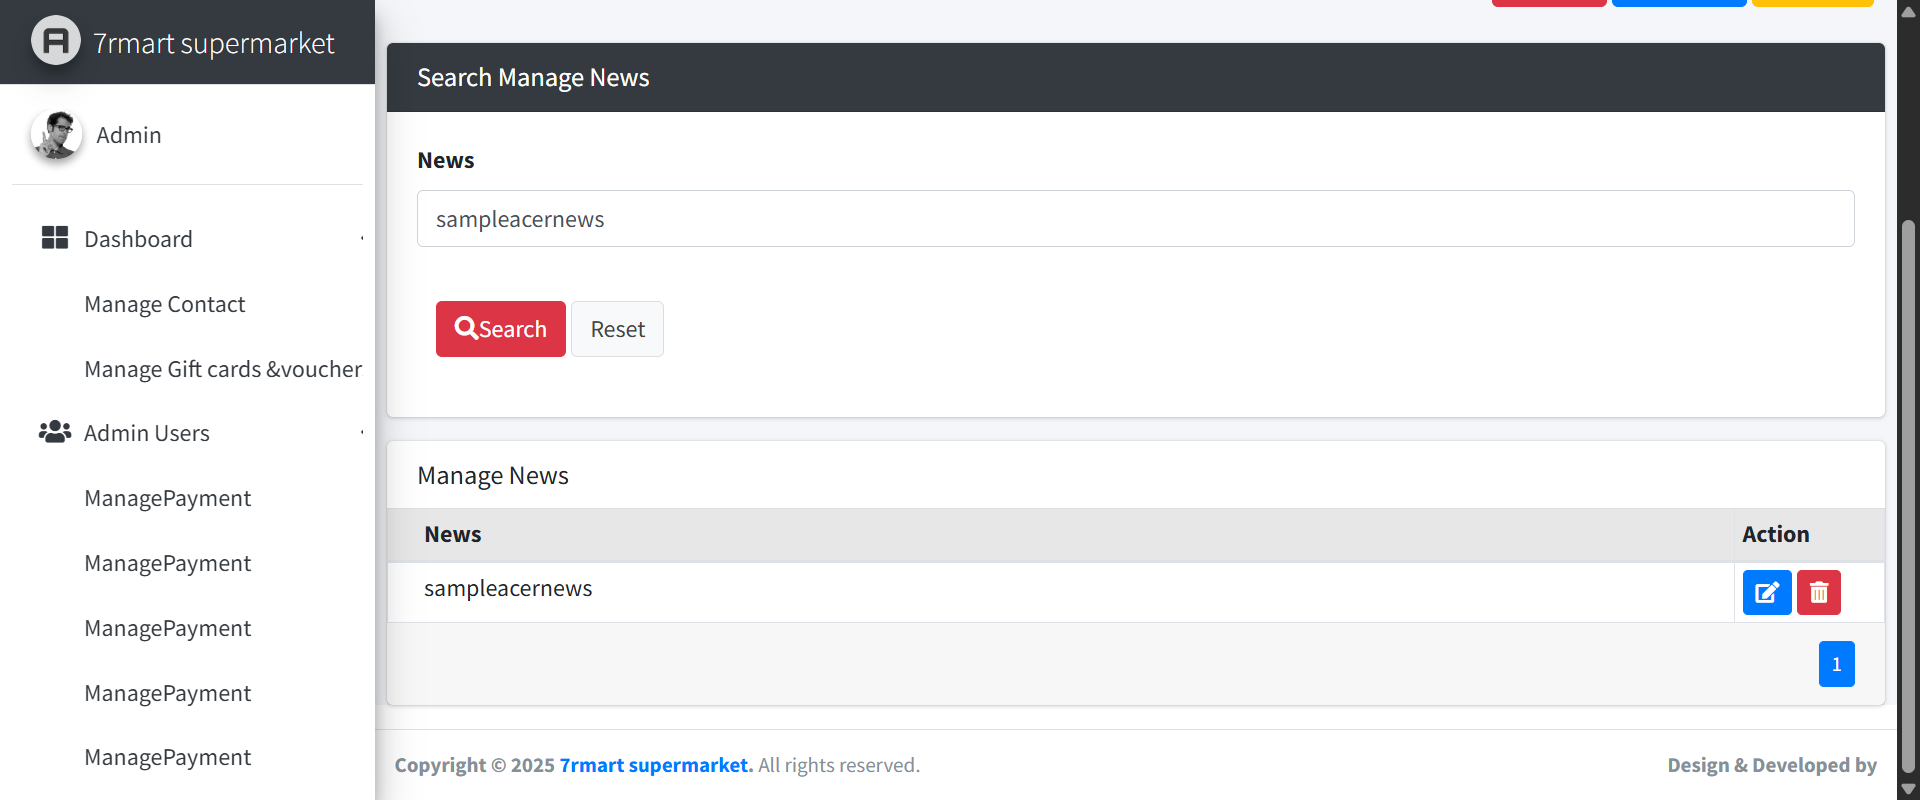 7rmart supermarket
Admin
Dashboard
Manage Contact
Manage Gift cards &voucher
Admin Users
ManagePayment
ManagePayment
ManagePayment
ManagePayment
ManagePayment
Search Manage News
News
sampleacernews
Search
Reset
Manage News
News Action
sampleacernews
1
Copyright © 2025 7rmart supermarket. All rights reserved.
Design & Developed by